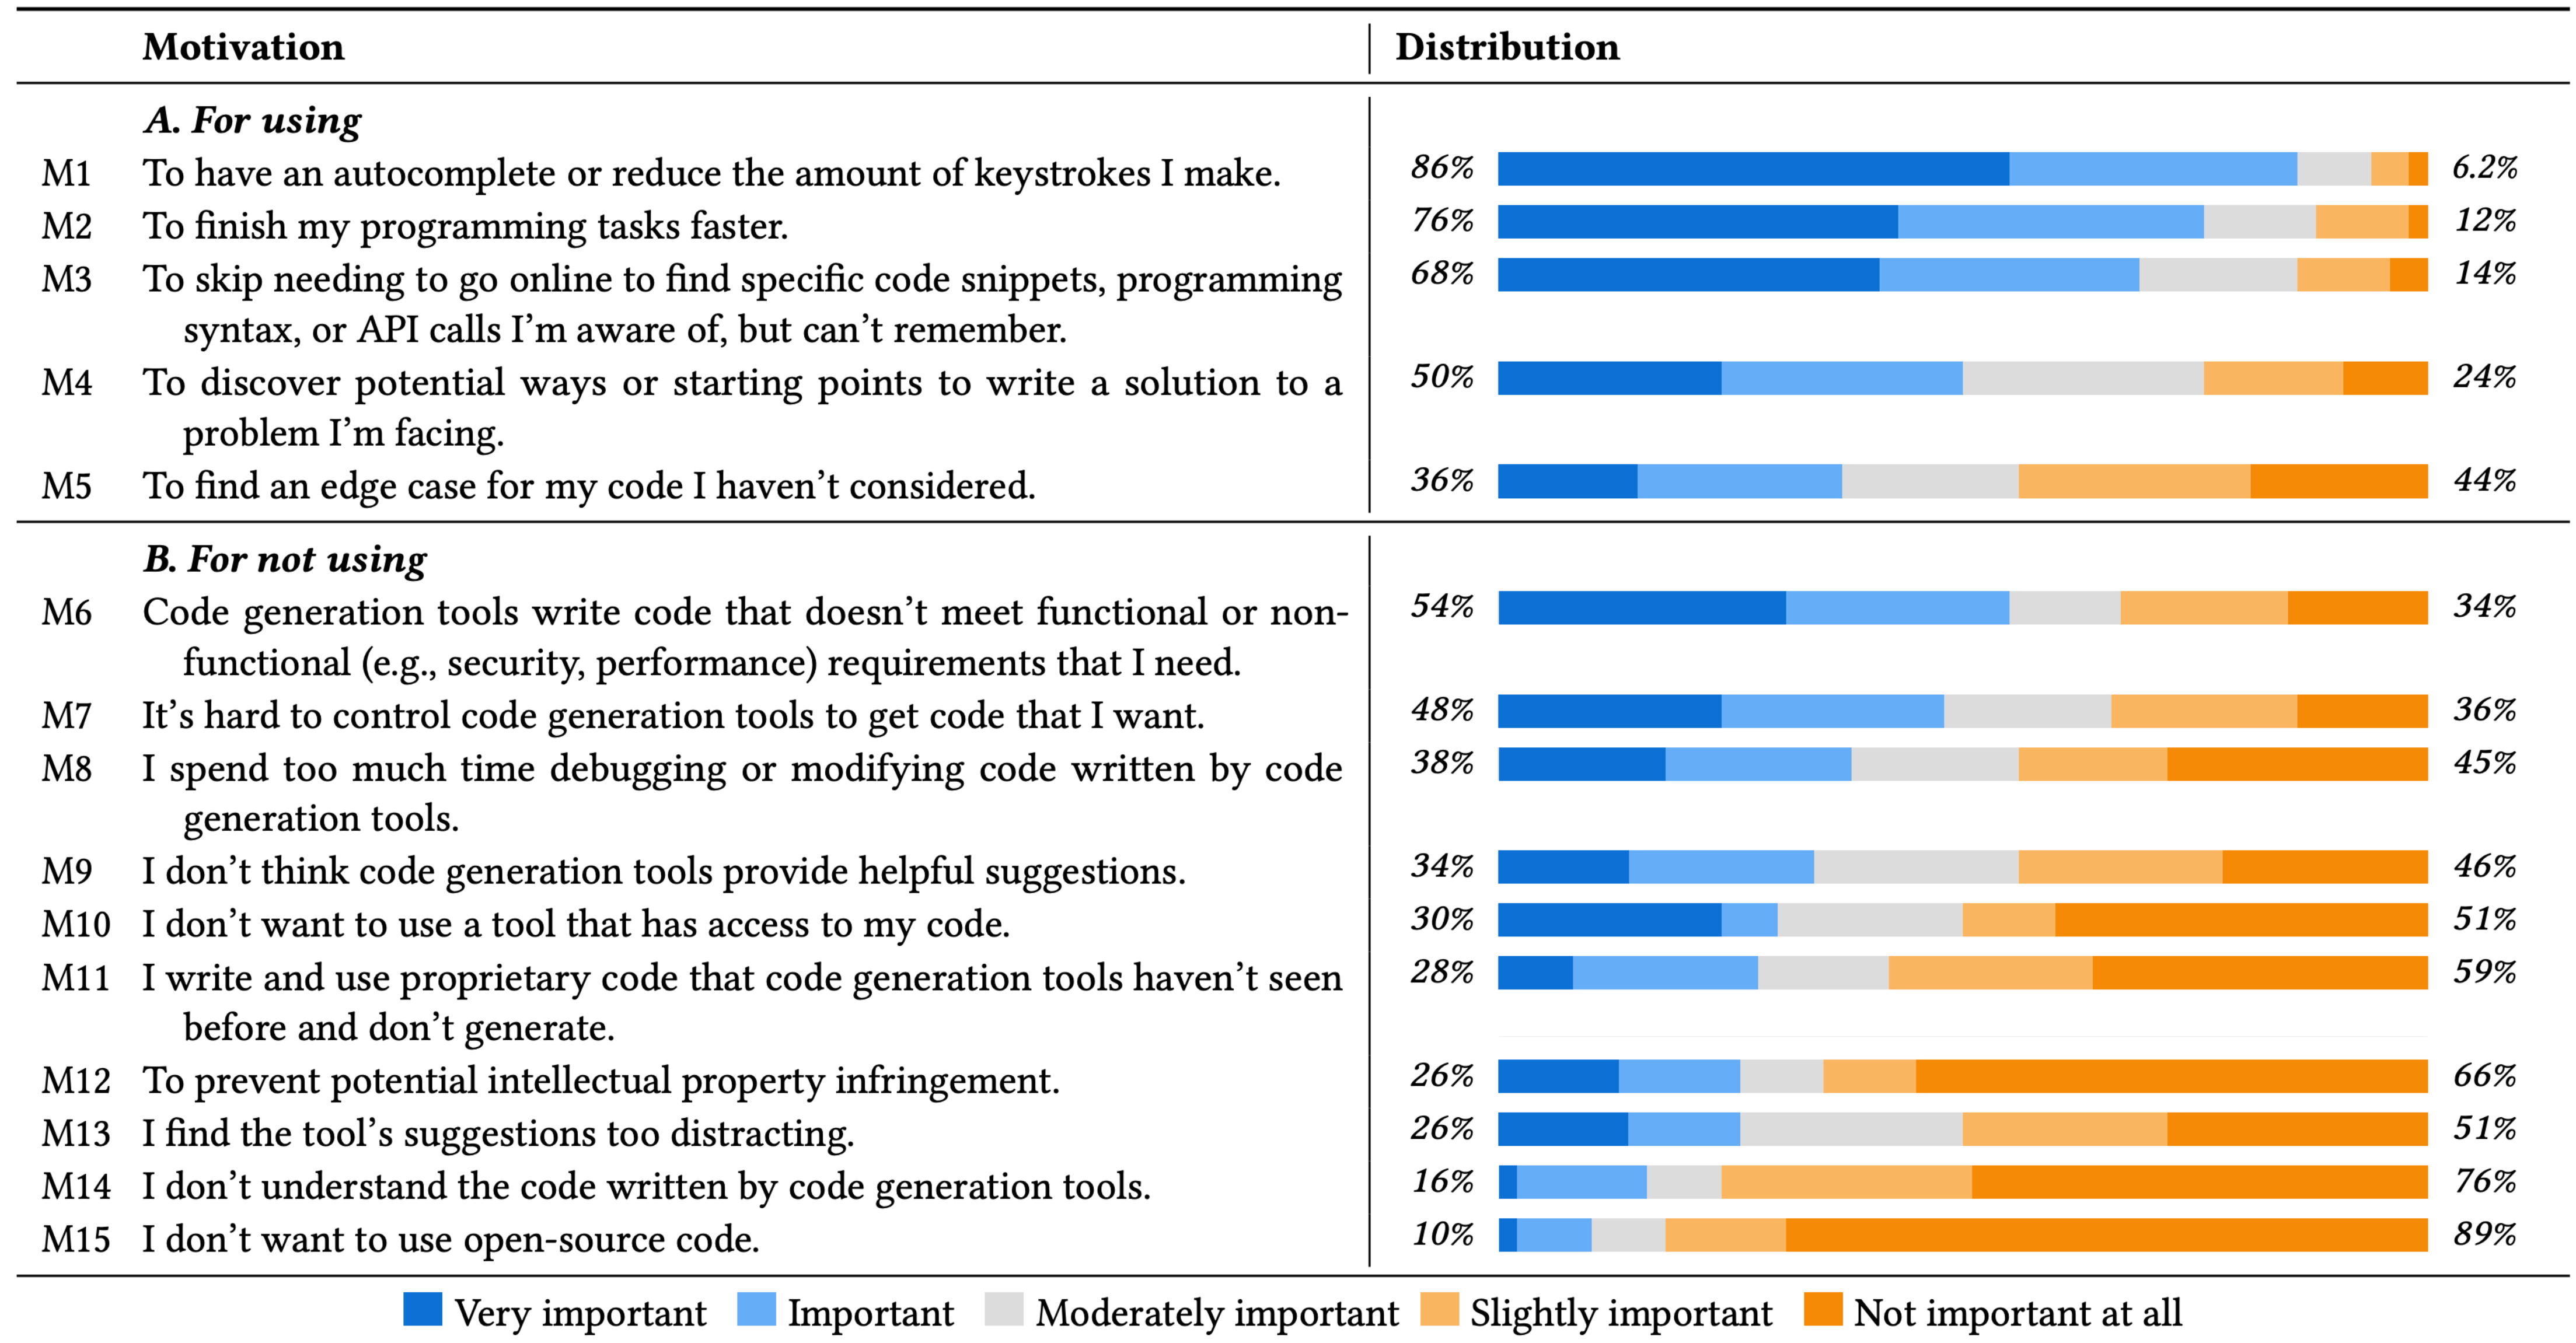 Motivation Distribution
A. For using
M1 To have an autocomplete or reduce the amount of keystrokes I make. 86% 6.2%
M2 To finish my programming tasks faster. 76% 12%
M3 To skip needing to go online to find specific code snippets, programming 68% 14%
syntax, or API calls I’m aware of, but can’t remember.
M4 To discover potential ways or starting points to write a solution to a 50% 24%
problem I’m facing.
M5 To find an edge case for my code I haven’t considered. 36% 44%
B. For not using
M6 Code generation tools write code that doesn’t meet functional or non- 54% 34%
functional (e.g., security, performance) requirements that I need.
M7 It’s hard to control code generation tools to get code that I want. 48% 36%
M8 I spend too much time debugging or modifying code written by code 38% 45%
generation tools.
M9 I don’t think code generation tools provide helpful suggestions. 34% 46%
M10 I don’t want to use a tool that has access to my code. 30% 51%
M11 I write and use proprietary code that code generation tools haven’t seen 28% 59%
before and don’t generate.
M12 To prevent potential intellectual property infringement. 26% 66%
M13 I find the tool’s suggestions too distracting. 26% 51%
M14 I don’t understand the code written by code generation tools. 16% 76%
M15 I don’t want to use open-source code. 10% 89%
Very important Important Moderately important Slightly important Not important at all